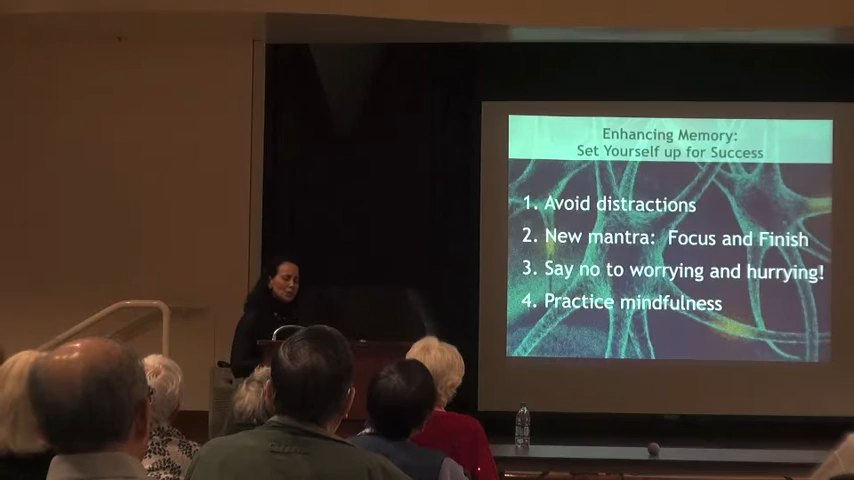 Enhancing Memory:
Set Yourself up for Success
1. Avoid distractions
2. New mantra: Focus and Finish
3. Say no to worrying and hurrying!
4. Practice mindfulness